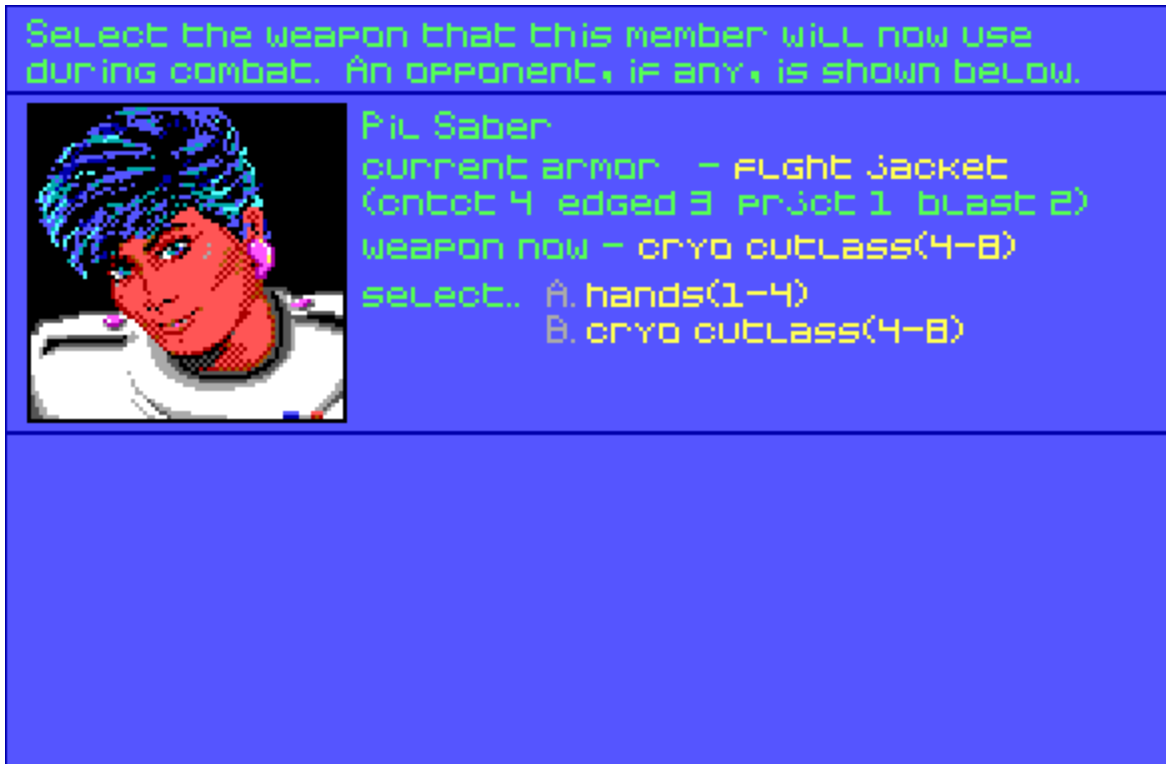 Select the weapon that this member will now use
during combat. An opponent, if any, is shown below.
Pil Saber
current armor - flght jacket
(cntct 4 edged 3 prjct 1 blast 2)
weapon now - cryo cutlass(4-8)
select.. A. hands(1-4)
B. cryo cutlass(4-8)